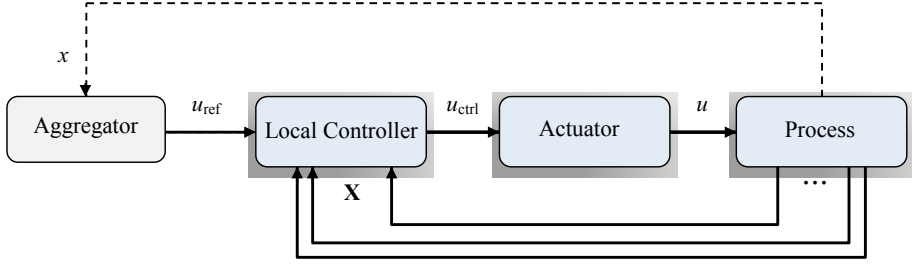 x
u_ref
u_ctrl
u
Aggregator
Local Controller
Actuator
Process
X
...